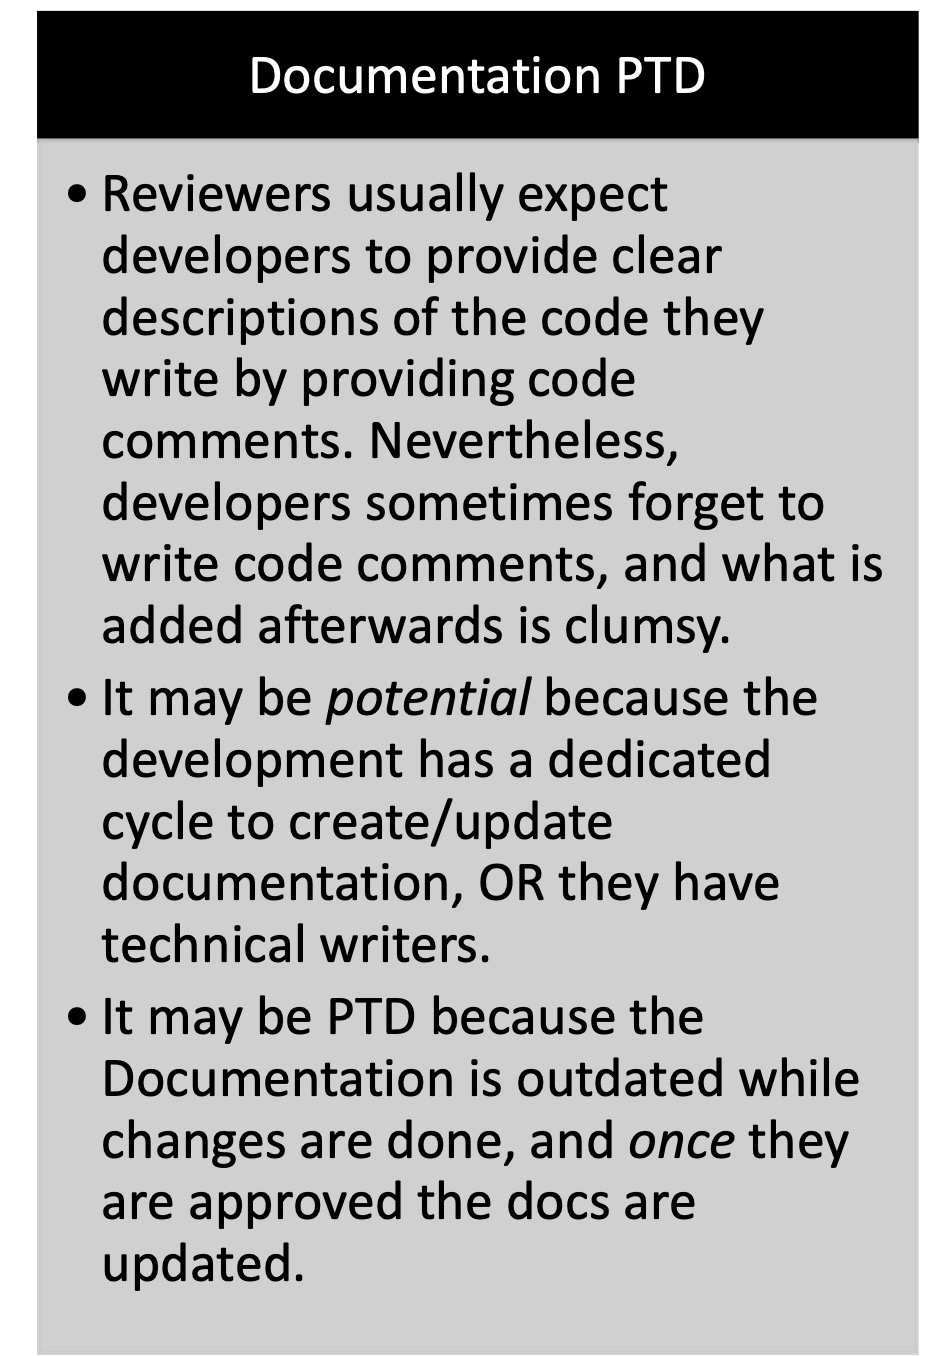 Documentation PTD
• Reviewers usually expect
developers to provide clear
descriptions of the code they
write by providing code
comments. Nevertheless,
developers sometimes forget to
write code comments, and what is
added afterwards is clumsy.
• It may be potential because the
development has a dedicated
cycle to create/update
documentation, OR they have
technical writers.
• It may be PTD because the
Documentation is outdated while
changes are done, and once they
are approved the docs are
updated.